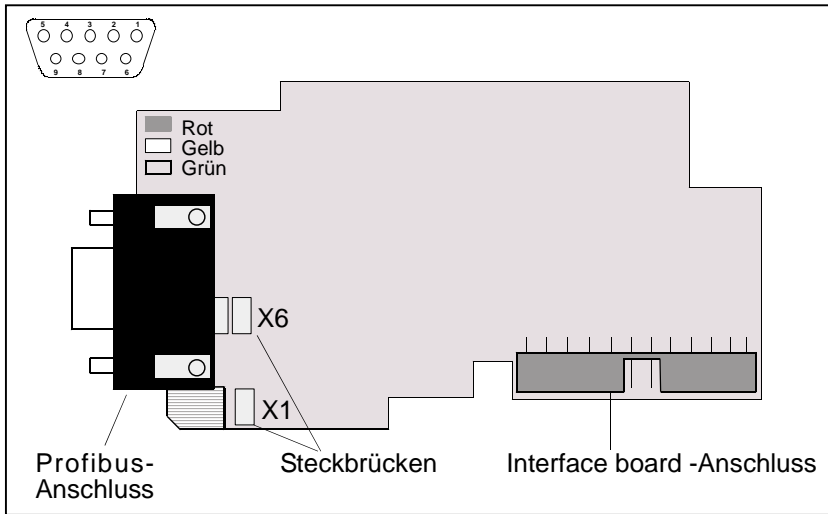 5 4 3 2 1
9 8 7 6
Rot
Gelb
Grün
X6
X1
Profibus-
Anschluss
Steckbrücken
Interface board -Anschluss